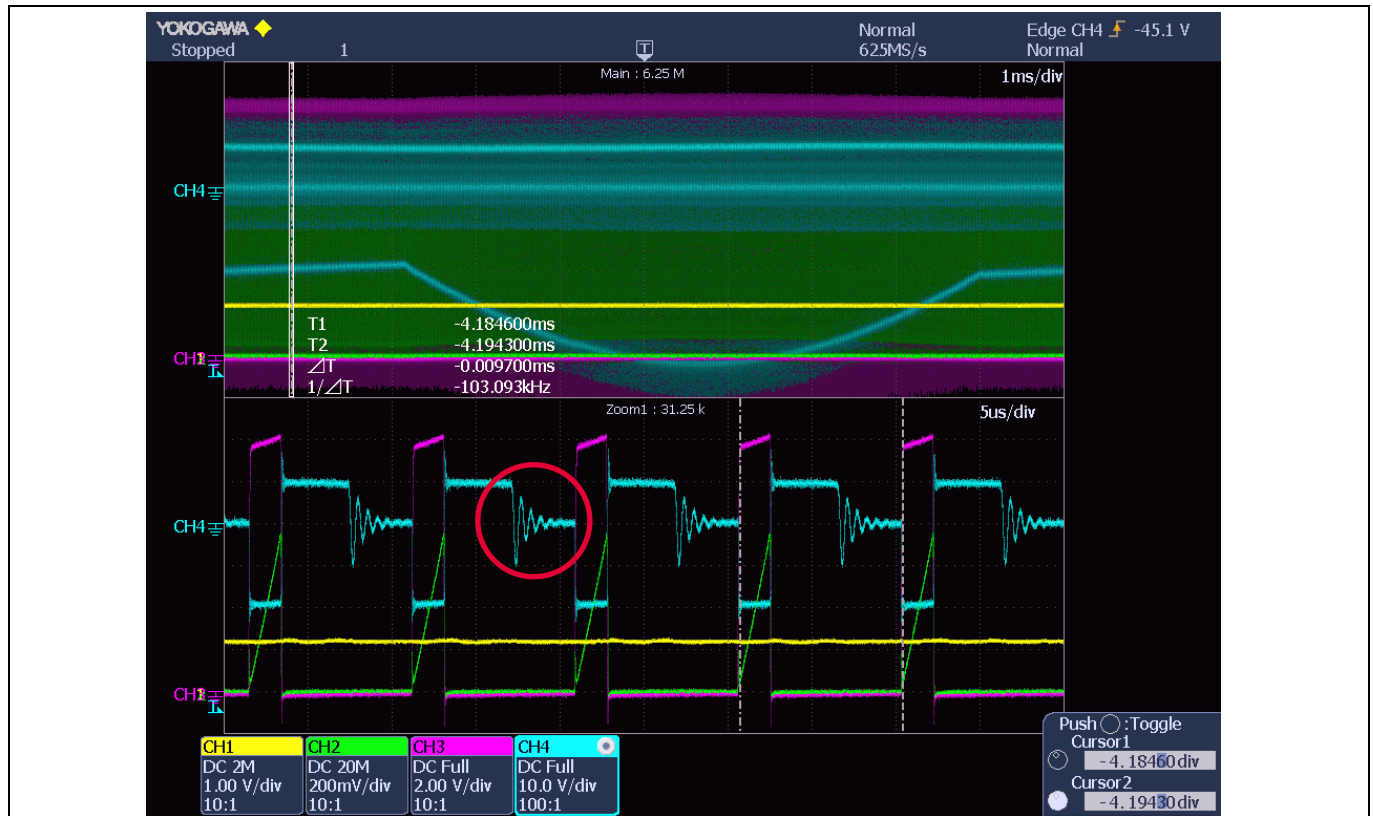 YOKOGAWA
Stopped 1 T Normal 625MS/s Edge CH4 -45.1 V Normal
Main : 6.25 M 1ms/div
CH4
T1 -4.184600ms
T2 -4.194300ms
⊿T -0.009700ms
1/⊿T -103.093kHz
Zoom1 : 31.25 k 5us/div
CH4
Push ○ :Toggle
Cursor1
-4.18460div
Cursor2
-4.19430div
CH1 CH2 CH3 CH4
DC 2M DC 20M DC Full DC Full
1.00 V/div 200mV/div 2.00 V/div 10.0 V/div
10:1 10:1 10:1 100:1